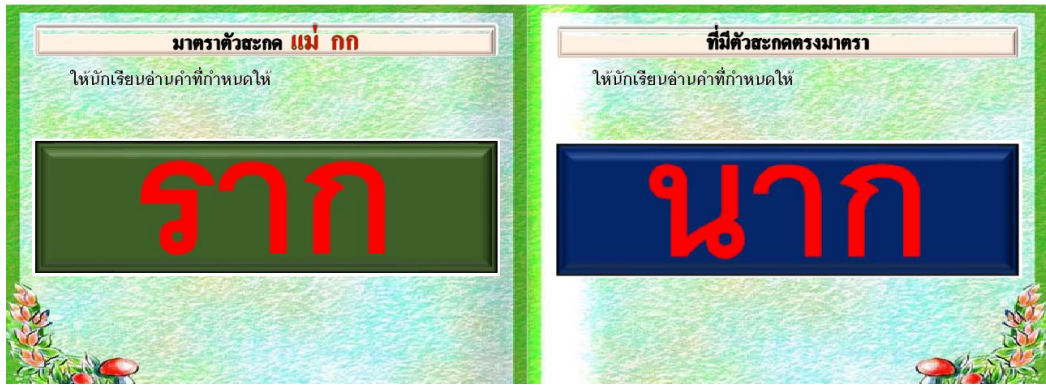 มาตราตัวสะกด แม่ กก
ให้นักเรียนอ่านคำที่กำหนดให้
ราก
ที่มีตัวสะกดตรงมาตรา
ให้นักเรียนอ่านคำที่กำหนดให้
นาก